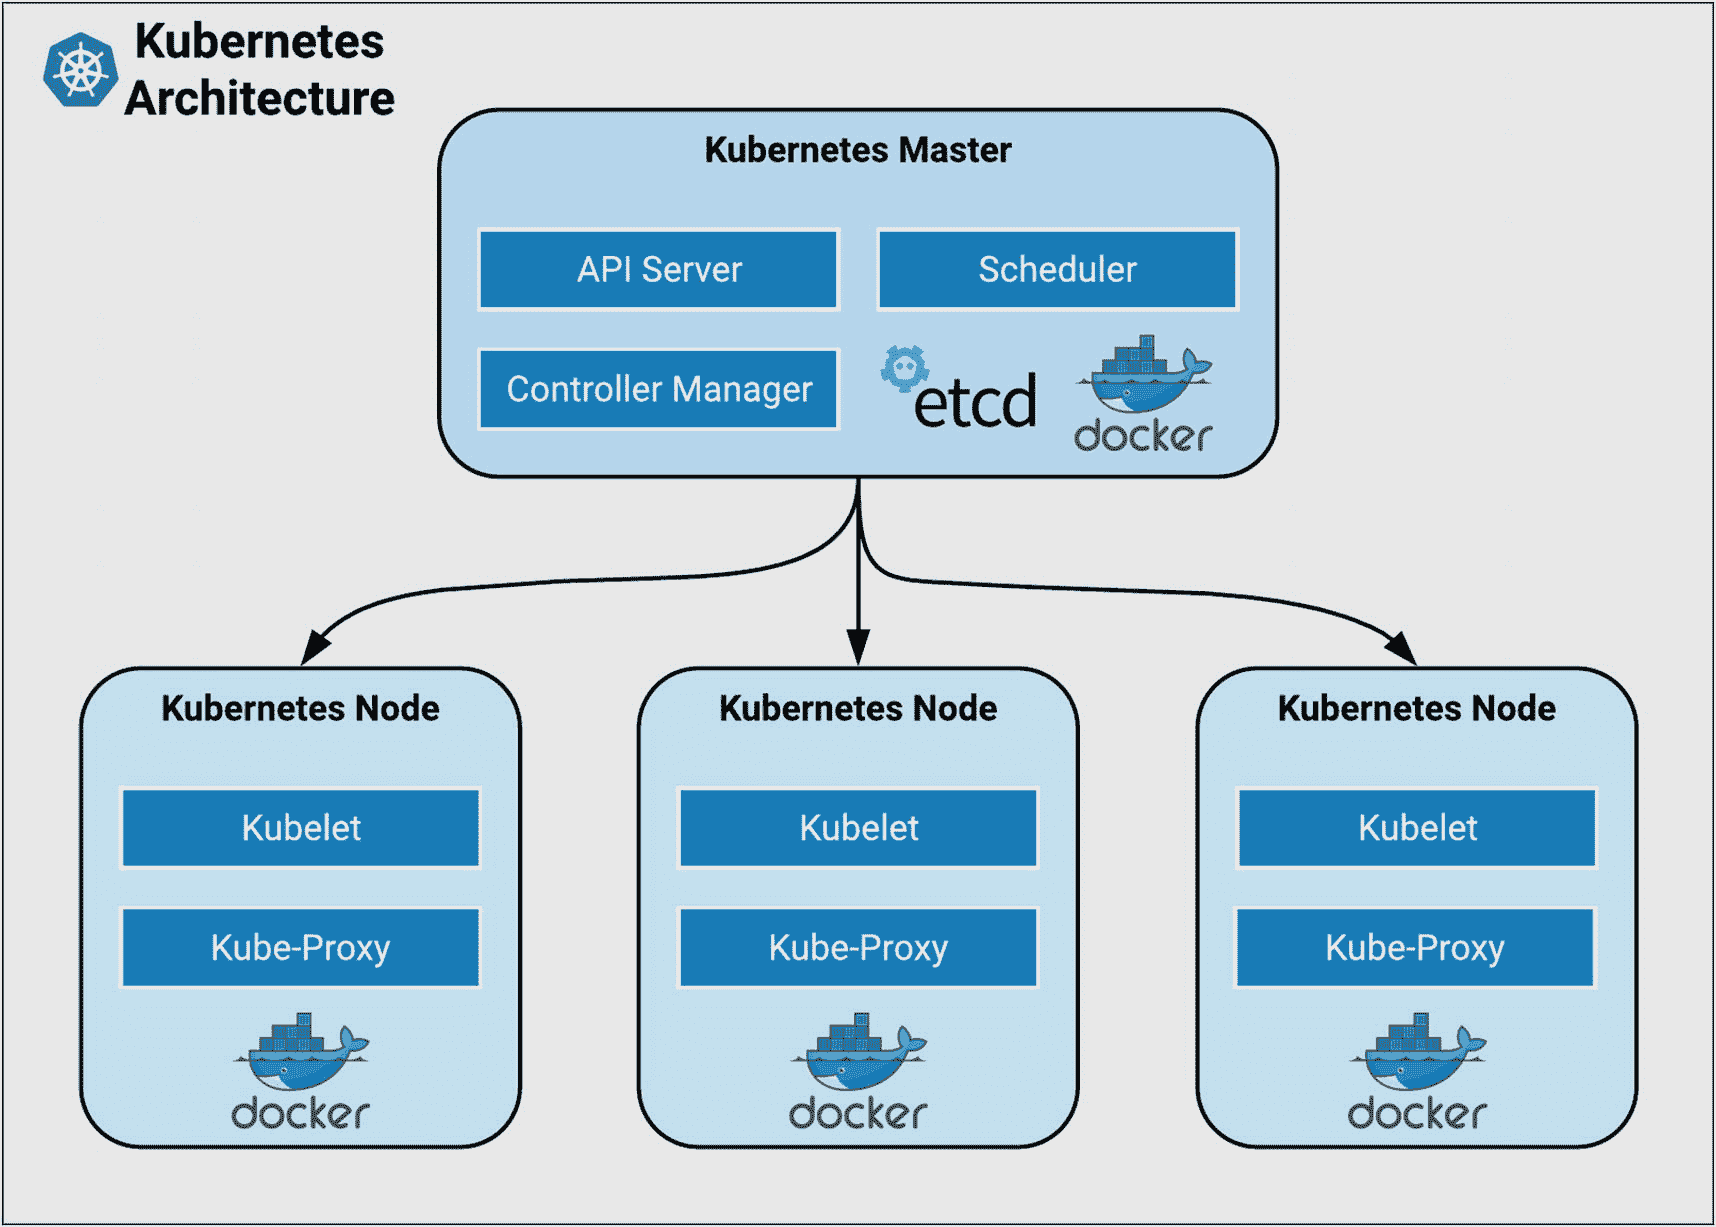 Kubernetes
Architecture
Kubernetes Master
API Server
Scheduler
Controller Manager
etcd
docker
Kubernetes Node
Kubelet
Kube-Proxy
docker
Kubernetes Node
Kubelet
Kube-Proxy
docker
Kubernetes Node
Kubelet
Kube-Proxy
docker